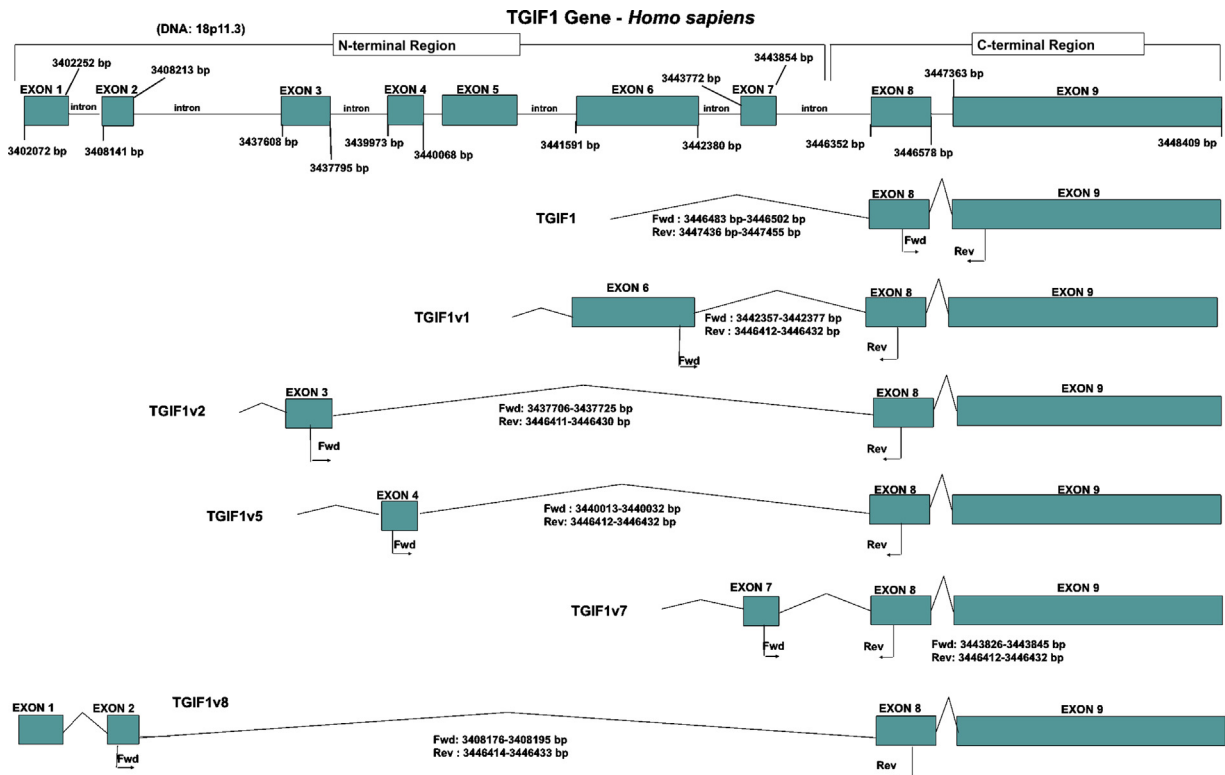 TGIF1 Gene - Homo sapiens
(DNA: 18p11.3)
N-terminal Region
C-terminal Region
3402252 bp
3408213 bp
3443772 bp
3443854 bp
3447363 bp
EXON 1
EXON 2
EXON 3
EXON 4
EXON 5
EXON 6
EXON 7
EXON 8
EXON 9
intron
intron
intron
intron
intron
intron
3402072 bp
3408141 bp
3437608 bp
3437795 bp
3439973 bp
3440068 bp
3441591 bp
3442380 bp
3446352 bp
3446578 bp
3448409 bp
TGIF1
EXON 8
EXON 9
Fwd : 3446483 bp-3446502 bp
Rev: 3447436 bp-3447455 bp
Fwd
Rev
TGIF1v1
EXON 6
EXON 8
EXON 9
Fwd : 3442357-3442377 bp
Rev : 3446412-3446432 bp
Fwd
Rev
TGIF1v2
EXON 3
EXON 8
EXON 9
Fwd: 3437706-3437725 bp
Rev: 3446411-3446430 bp
Fwd
Rev
TGIF1v5
EXON 4
EXON 8
EXON 9
Fwd : 3440013-3440032 bp
Rev: 3446412-3446432 bp
Fwd
Rev
TGIF1v7
EXON 7
EXON 8
EXON 9
Fwd
Rev
Fwd: 3443826-3443845 bp
Rev: 3446412-3446432 bp
TGIF1v8
EXON 1
EXON 2
EXON 8
EXON 9
Fwd: 3408176-3408195 bp
Rev : 3446414-3446433 bp
Fwd
Rev